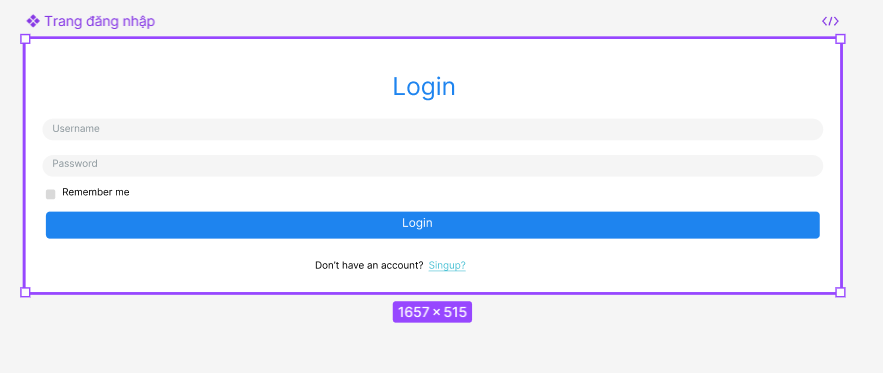 Trang đăng nhập
Login
Username
Password
Remember me
Login
Don't have an account? Singup?
1657 × 515